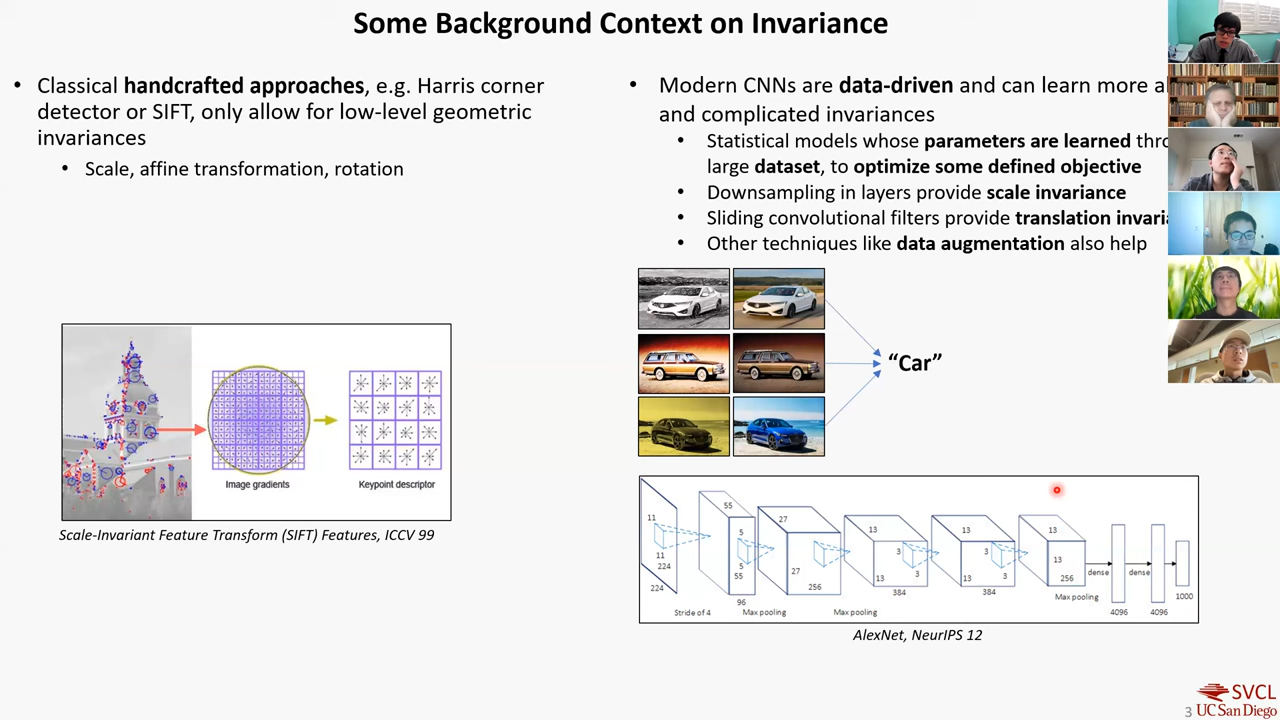 Some Background Context on Invariance
• Classical handcrafted approaches, e.g. Harris corner
detector or SIFT, only allow for low-level geometric
invariances
• Scale, affine transformation, rotation
Image gradients
Keypoint descriptor
Scale-Invariant Feature Transform (SIFT) Features, ICCV 99
• Modern CNNs are data-driven and can learn more
and complicated invariances
• Statistical models whose parameters are learned
large dataset, to optimize some defined objective
• Downsampling in layers provide scale invariance
• Sliding convolutional filters provide translation
• Other techniques like data augmentation also help
“Car”
11
11
224
224
Stride of 4
55
5
5
55
96
Max pooling
27
27
256
Max pooling
13
3
3
13
384
13
3
3
13
384
13
13
256
Max pooling
dense
4096
dense
4096
1000
AlexNet, NeurIPS 12
SVCL
3 UC San Diego